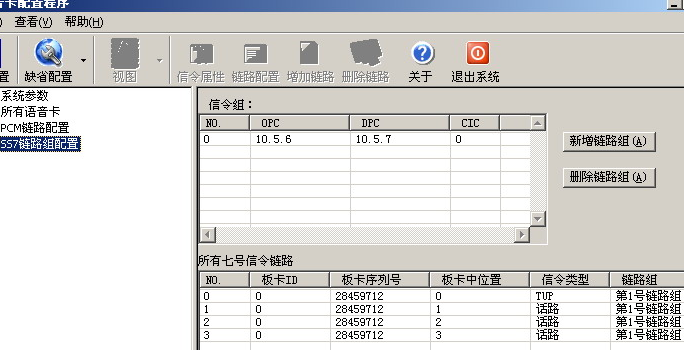 卡配置程序
查看(V) 帮助(H)
置 缺省配置 视图 信令属性 链路配置 增加链路 删除链路 关于 退出系统
系统参数
所有语音卡
PCM链路配置
SS7链路组配置
信令组：
NO. OPC DPC CIC
0 10.5.6 10.5.7 0
新增链路组(A)
删除链路组(A)
所有七号信令链路
NO. 板卡ID 板卡序列号 板卡中位置 信令类型 链路组
0 0 28459712 0 TUP 第1号链路组
1 0 28459712 1 话路 第1号链路组
2 0 28459712 2 话路 第1号链路组
3 0 28459712 3 话路 第1号链路组